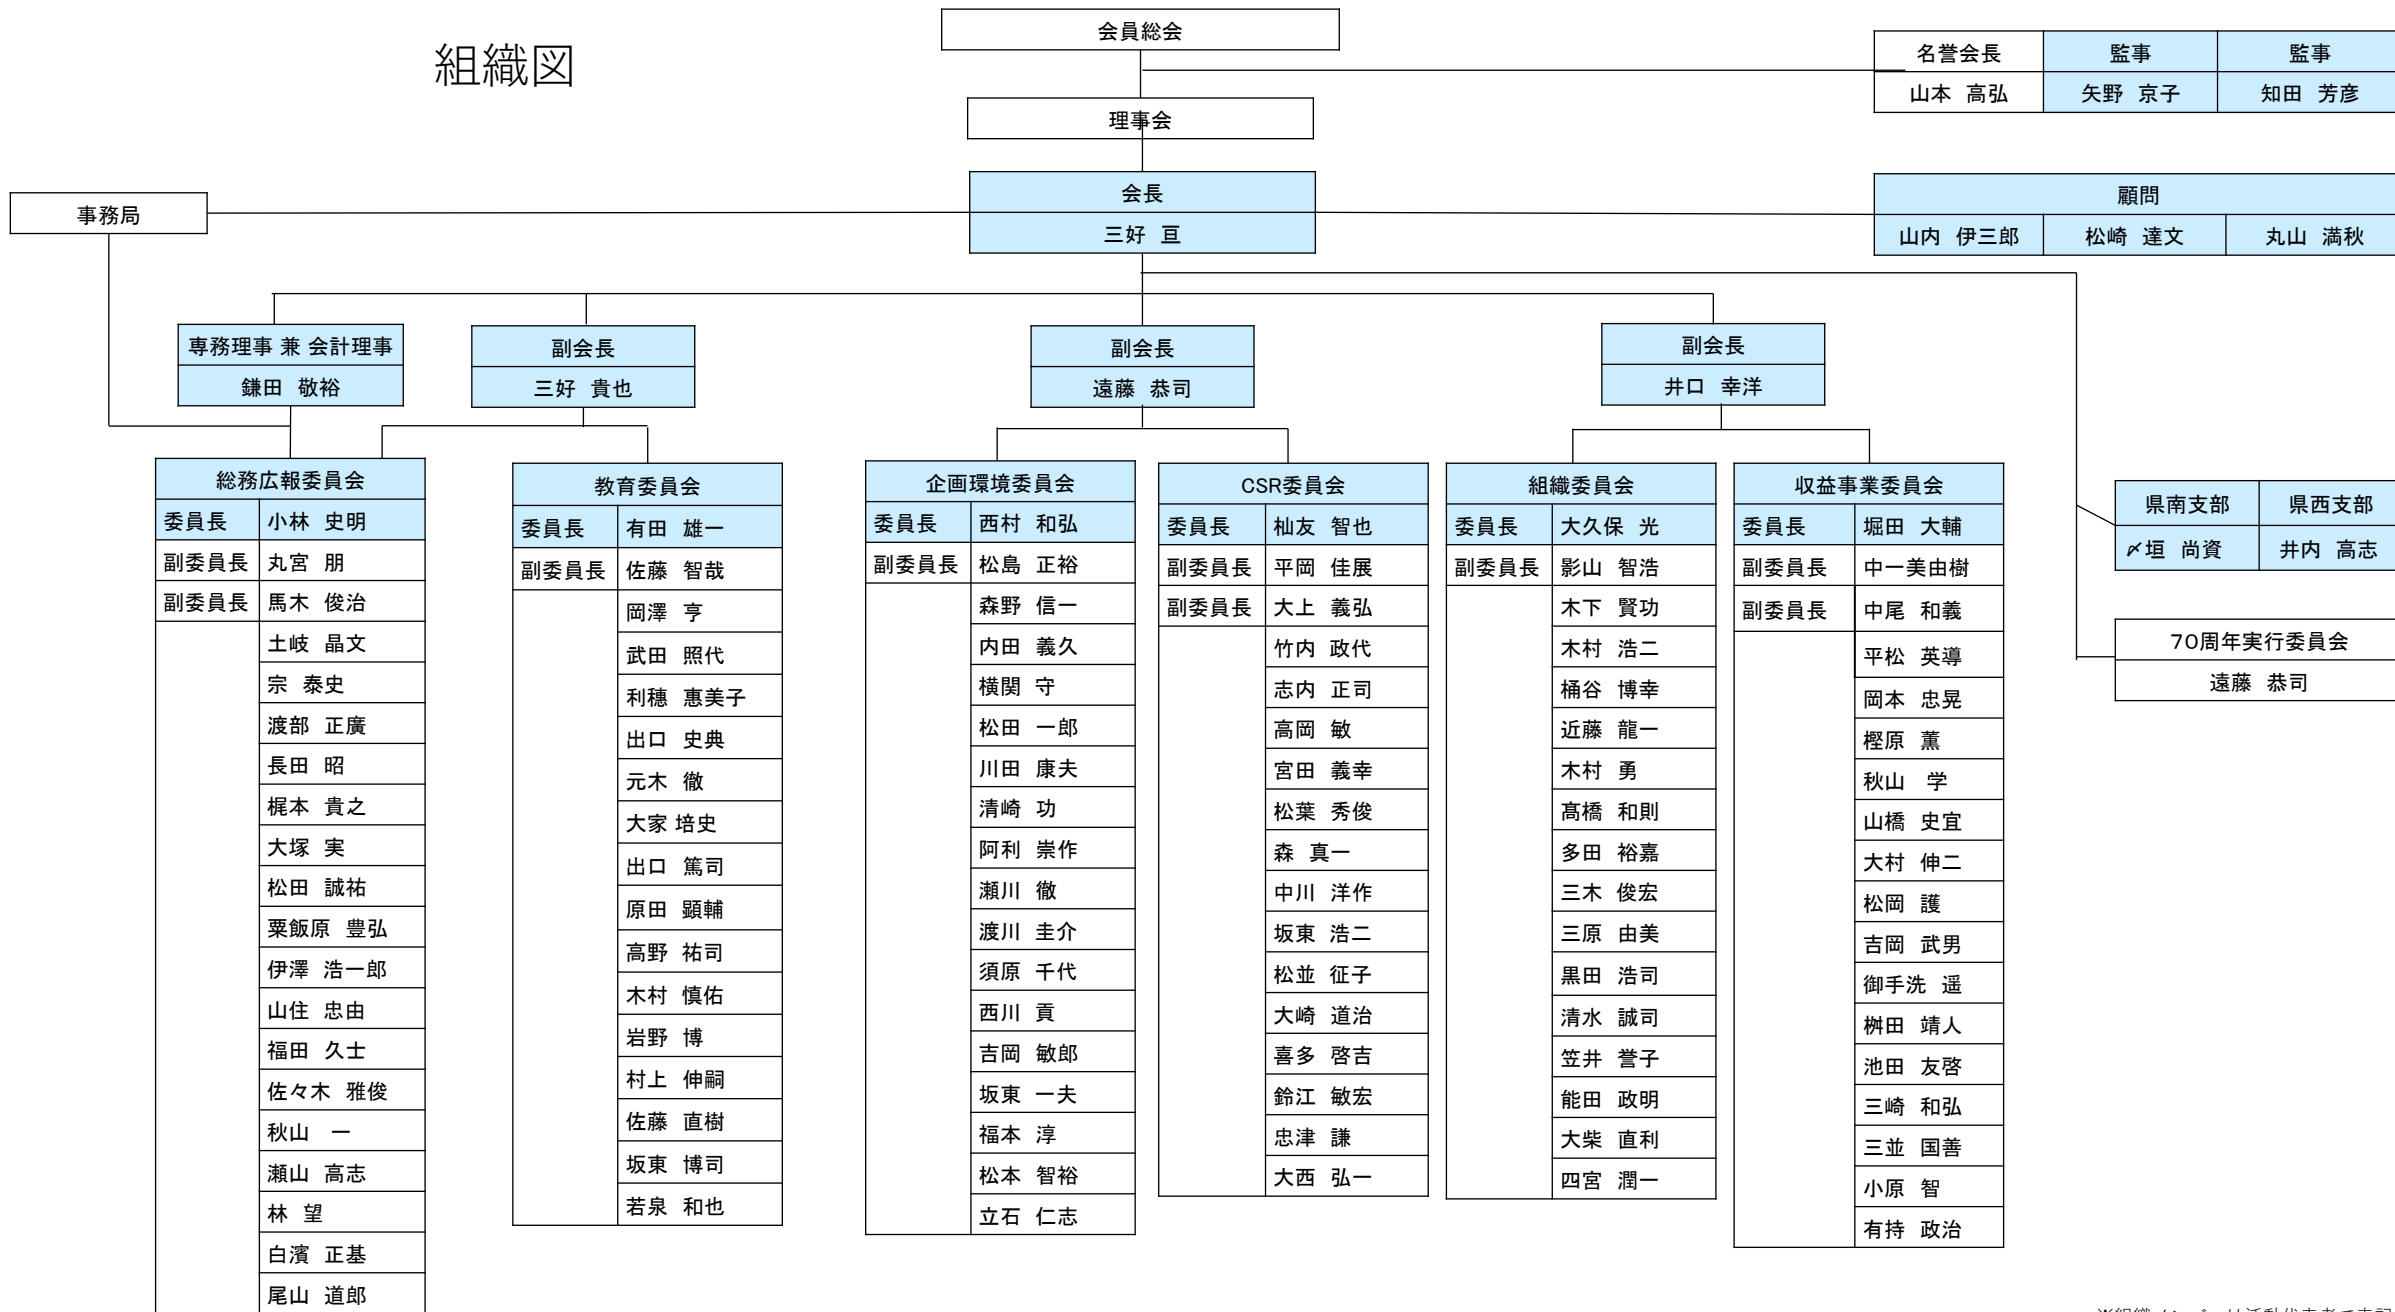 組織図
会員総会
名誉会長 監事 監事
山本 高弘 矢野 京子 知田 芳彦
理事会
会長
三好 亘
事務局
顧問
山内 伊三郎 松崎 達文 丸山 満秋
専務理事 兼 会計理事
鎌田 敬裕
副会長
三好 貴也
副会長
遠藤 恭司
副会長
井口 幸洋
総務広報委員会
委員長 小林 史明
副委員長 丸宮 朋
副委員長 馬木 俊治
土岐 晶文
宗 泰史
渡部 正廣
長田 昭
梶本 貴之
大塚 実
松田 誠祐
粟飯原 豊弘
伊澤 浩一郎
山住 忠由
福田 久士
佐々木 雅俊
秋山 一
瀬山 高志
林 望
白濱 正基
尾山 道郎
教育委員会
委員長 有田 雄一
副委員長 佐藤 智哉
岡澤 亨
武田 照代
利穗 惠美子
出口 史典
元木 徹
大家 培史
出口 篤司
原田 顕輔
高野 祐司
木村 慎佑
岩野 博
村上 伸嗣
佐藤 直樹
坂東 博司
若泉 和也
企画環境委員会
委員長 西村 和弘
副委員長 松島 正裕
森野 信一
内田 義久
横関 守
松田 一郎
川田 康夫
清崎 功
阿利 崇作
瀬川 徹
渡川 圭介
須原 千代
西川 貢
吉岡 敏郎
坂東 一夫
福本 淳
松本 智裕
立石 仁志
CSR委員会
委員長 杣友 智也
副委員長 平岡 佳展
副委員長 大上 義弘
竹内 政代
志内 正司
高岡 敏
宮田 義幸
松葉 秀俊
森 真一
中川 洋作
坂東 浩二
松並 征子
大崎 道治
喜多 啓吉
鈴江 敏宏
忠津 謙
大西 弘一
組織委員会
委員長 大久保 光
副委員長 影山 智浩
木下 賢功
木村 浩二
桶谷 博幸
近藤 龍一
木村 勇
髙橋 和則
多田 裕嘉
三木 俊宏
三原 由美
黒田 浩司
清水 誠司
笠井 誉子
能田 政明
大柴 直利
四宮 潤一
収益事業委員会
委員長 堀田 大輔
副委員長 中一美由樹
副委員長 中尾 和義
平松 英導
岡本 忠晃
樫原 薫
秋山 学
山橋 史宜
大村 伸二
松岡 護
吉岡 武男
御手洗 遥
桝田 靖人
池田 友啓
三崎 和弘
三並 国善
小原 智
有持 政治
県南支部 県西支部
〆垣 尚資 井内 高志
70周年実行委員会
遠藤 恭司